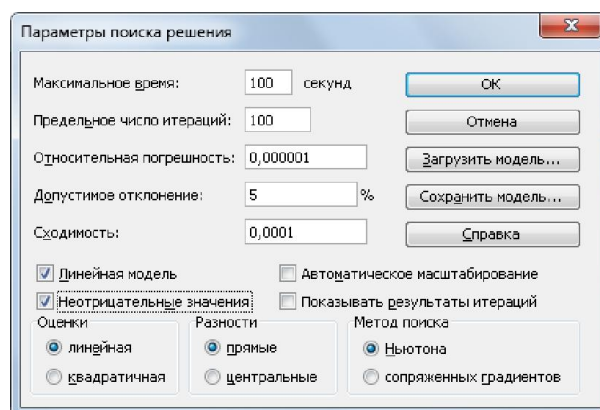 Параметры поиска решения
Максимальное время: 100 секунд OK
Предельное число итераций: 100 Отмена
Относительная погрешность: 0,000001 Загрузить модель...
Допустимое отклонение: 5 % Сохранить модель...
Сходимость: 0,0001 Справка
Линейная модель Автоматическое масштабирование
Неотрицательные значения Показывать результаты итераций
Оценки Разности Метод поиска
линейная прямые Ньютона
квадратичная центральные сопряженных градиентов